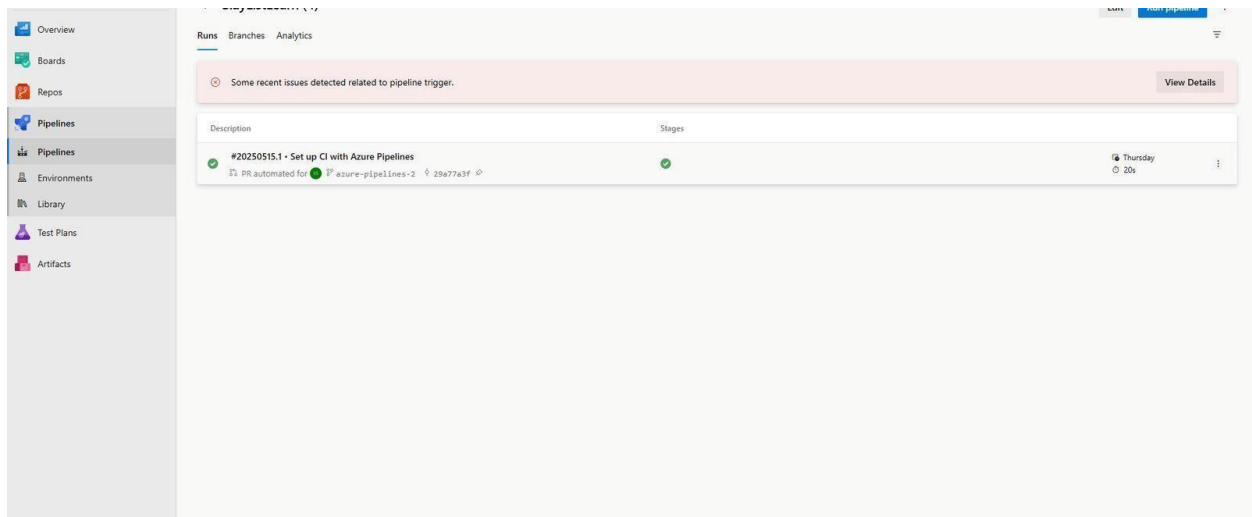 Edit
Run pipeline
Overview
Runs Branches Analytics
Boards
Some recent issues detected related to pipeline trigger.
View Details
Repos
Pipelines
Description
Stages
Pipelines
#20250515.1 • Set up CI with Azure Pipelines
Thursday
PR automated for
azure-pipelines-2
29a77a3f
20s
Environments
Library
Test Plans
Artifacts